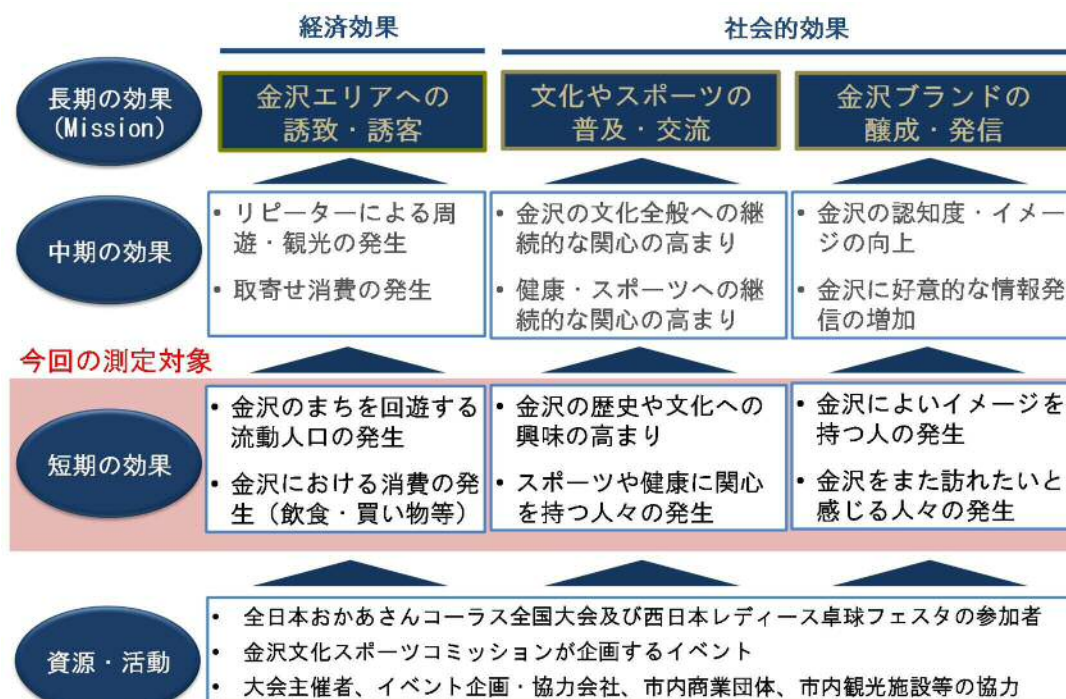 経済効果
社会的効果
長期の効果
(Mission)
金沢エリアへの
誘致・誘客
文化やスポーツの
普及・交流
金沢ブランドの
醸成・発信
中期の効果
• リピーターによる周
遊・観光の発生
• 取寄せ消費の発生
• 金沢の文化全般への継
続的な関心の高まり
• 健康・スポーツへの継
続的な関心の高まり
• 金沢の認知度・イメー
ジの向上
• 金沢に好意的な情報発
信の増加
今回の測定対象
短期の効果
• 金沢のまちを回遊する
流動人口の発生
• 金沢における消費の発
生（飲食・買い物等）
• 金沢の歴史や文化への
興味の高まり
• スポーツや健康に関心
を持つ人々の発生
• 金沢によいイメージを
持つ人の発生
• 金沢をまた訪れたいと
感じる人々の発生
資源・活動
• 全日本おかあさんコーラス全国大会及び西日本レディース卓球フェスタの参加者
• 金沢文化スポーツコミッションが企画するイベント
• 大会主催者、イベント企画・協力会社、市内商業団体、市内観光施設等の協力